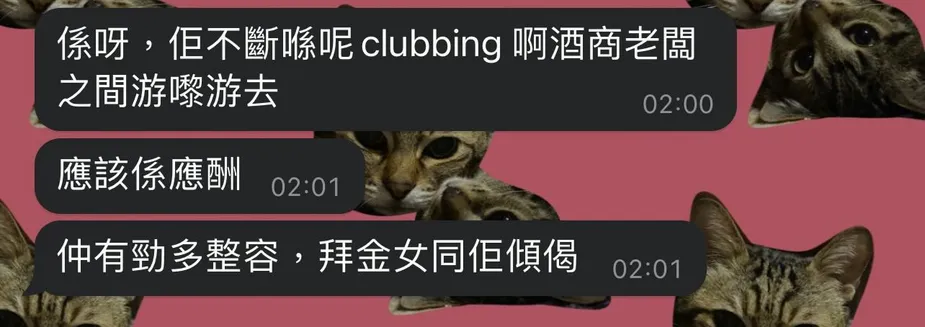 係呀，佢不斷喺呢 clubbing 啊酒商老闆
之間游嚟游去
02:00
應該係應酬
02:01
仲有勁多整容，拜金女同佢傾偈
02:01